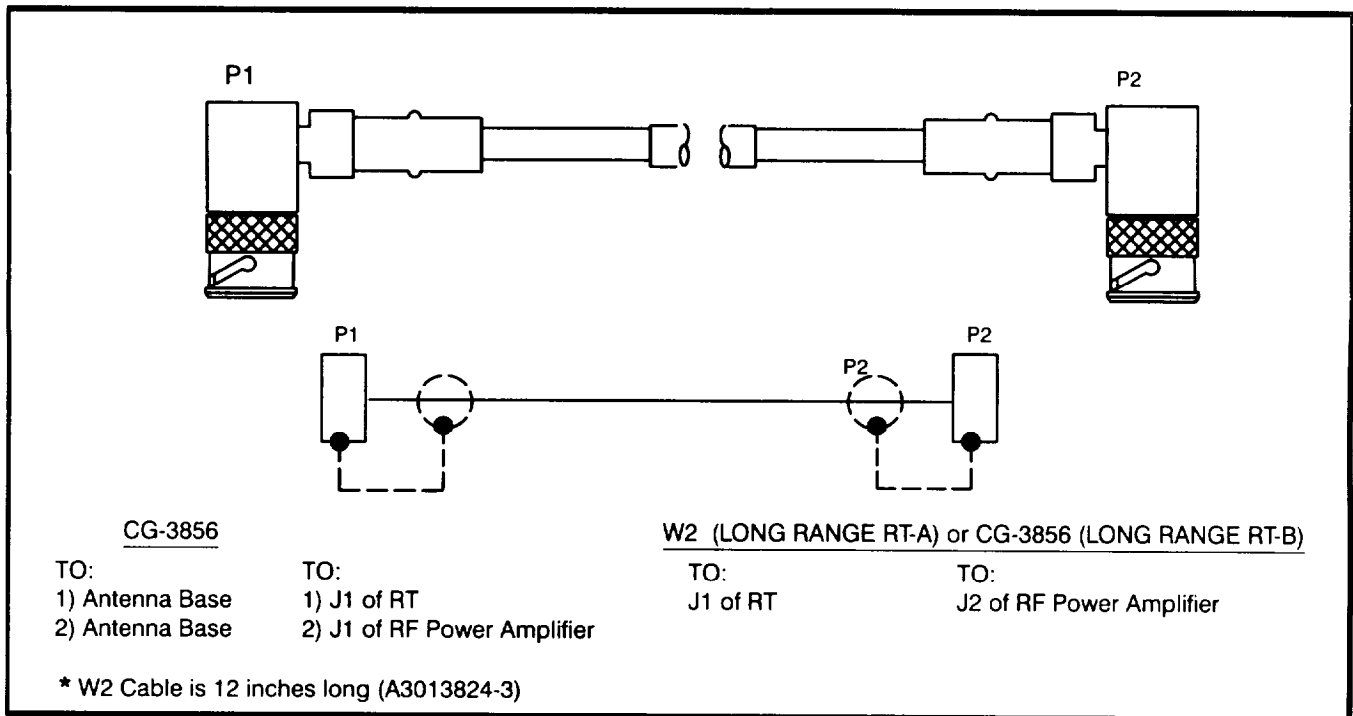 P1
P2
P1
P2
P2
CG-3856
W2 (LONG RANGE RT-A) or CG-3856 (LONG RANGE RT-B)
TO: TO: TO: TO:
1) Antenna Base 1) J1 of RT J1 of RT J2 of RF Power Amplifier
2) Antenna Base 2) J1 of RF Power Amplifier
* W2 Cable is 12 inches long (A3013824-3)